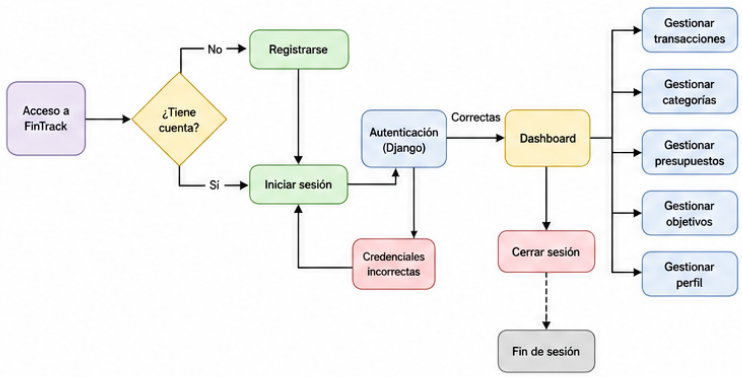 Acceso a
FinTrack
¿Tiene
cuenta?
No
Registrarse
Si
Iniciar sesión
Autenticación
(Django)
Correctas
Credenciales
incorrectas
Dashboard
Cerrar sesión
Fin de sesión
Gestionar
transacciones
Gestionar
categorías
Gestionar
presupuestos
Gestionar
objetivos
Gestionar
perfil